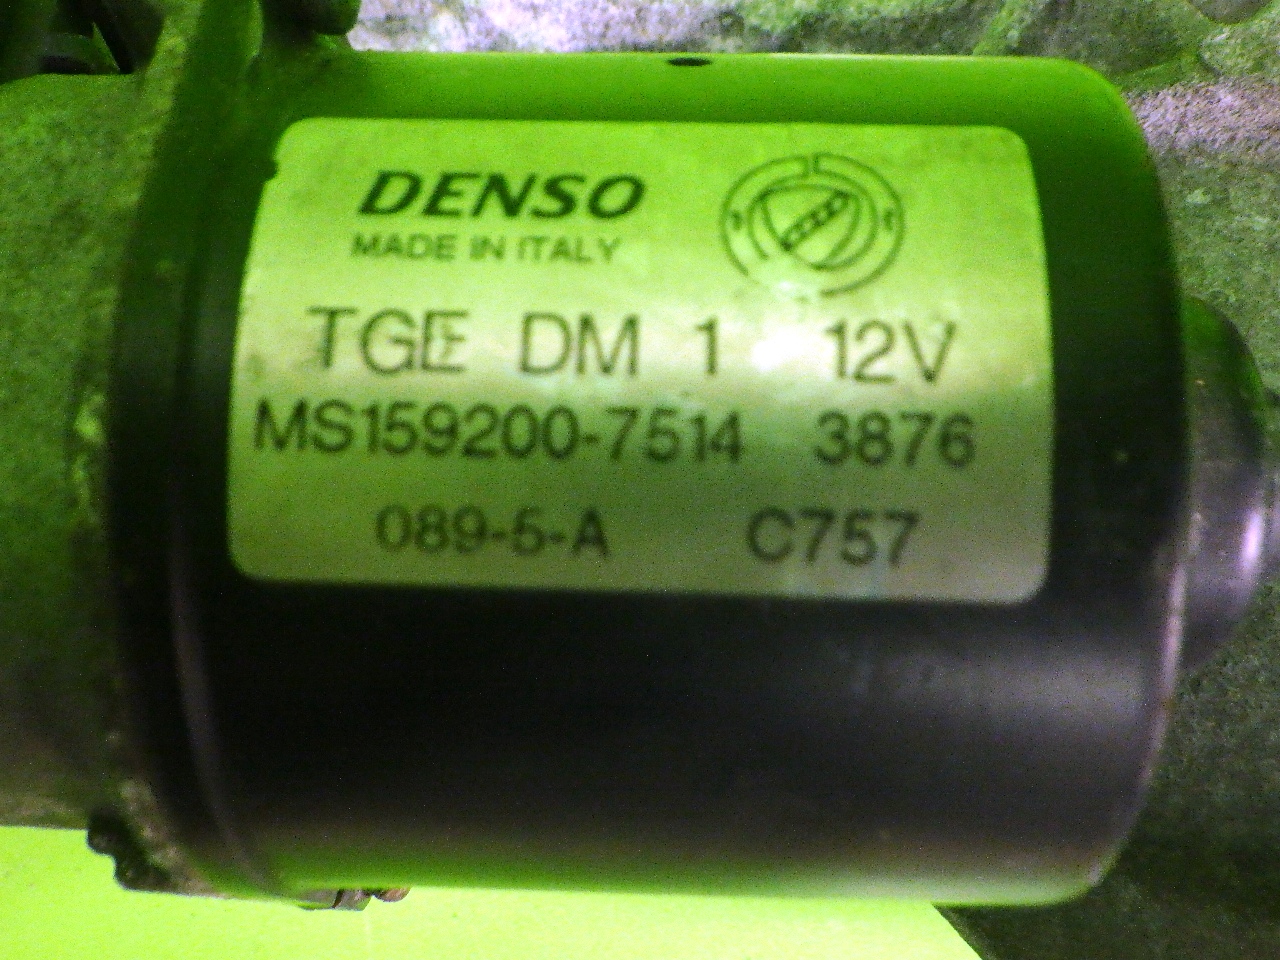 DENSO
MADE IN ITALY
TGE DM 1 12V
MS159200-7514 3876
089-5-A C757